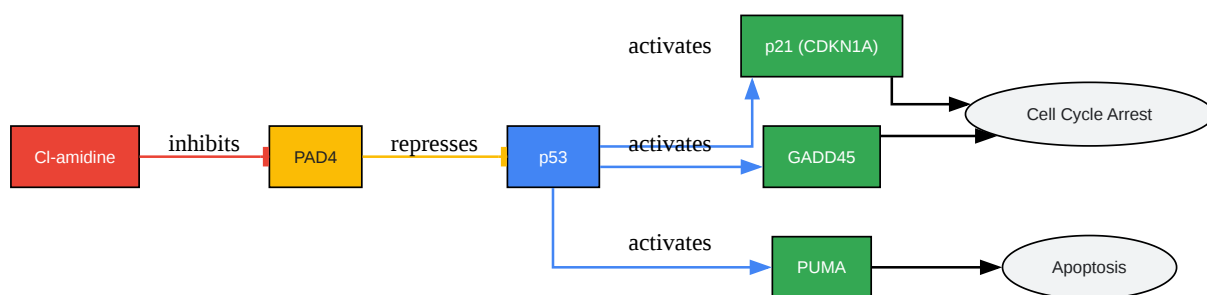 activates
p21 (CDKN1A)
Cell Cycle Arrest
Cl-amidine
inhibits
PAD4
represses
p53
activates
GADD45
activates
PUMA
Apoptosis